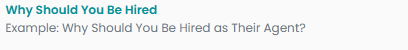 Why Should You Be Hired
Example: Why Should You Be Hired as Their Agent?